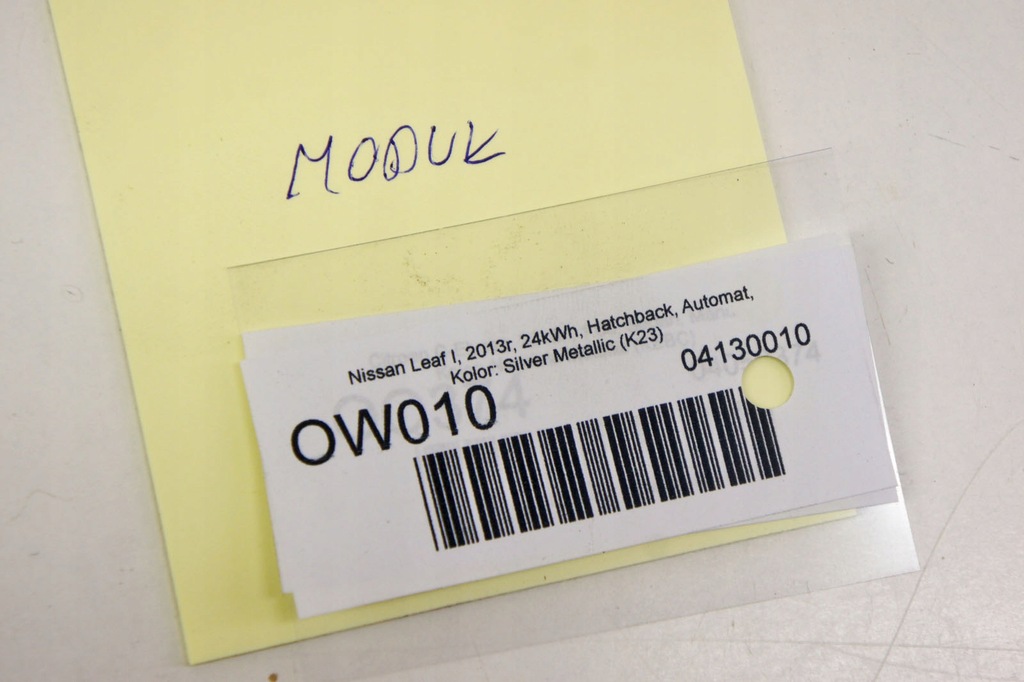 MODUŁ
Nissan Leaf I, 2013r, 24kWh, Hatchback, Automat,
Kolor: Silver Metallic (K23)
04130010
OW010